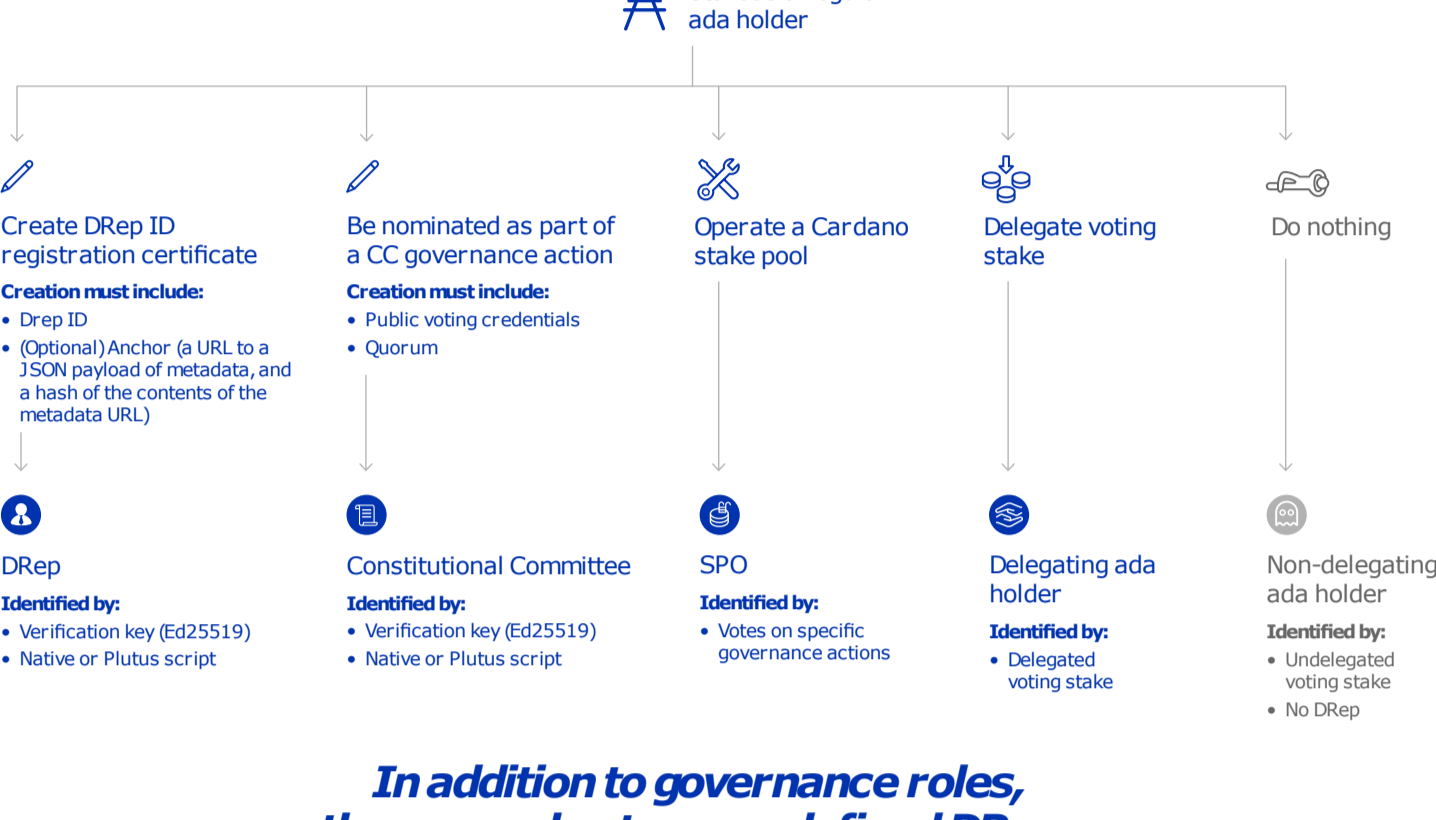 ada holder
Create DRep ID
registration certificate
Creation must include:
• Drep ID
• (Optional) Anchor (a URL to a
JSON payload of metadata, and
a hash of the contents of the
metadata URL)
DRep
Identified by:
• Verification key (Ed25519)
• Native or Plutus script
Be nominated as part of
a CC governance action
Creation must include:
• Public voting credentials
• Quorum
Constitutional Committee
Identified by:
• Verification key (Ed25519)
• Native or Plutus script
Operate a Cardano
stake pool
SPO
Identified by:
• Votes on specific
governance actions
Delegate voting
stake
Delegating ada
holder
Identified by:
• Delegated
voting stake
Do nothing
Non-delegating
ada holder
Identified by:
• Undelegated
voting stake
• No DRep
In addition to governance roles,